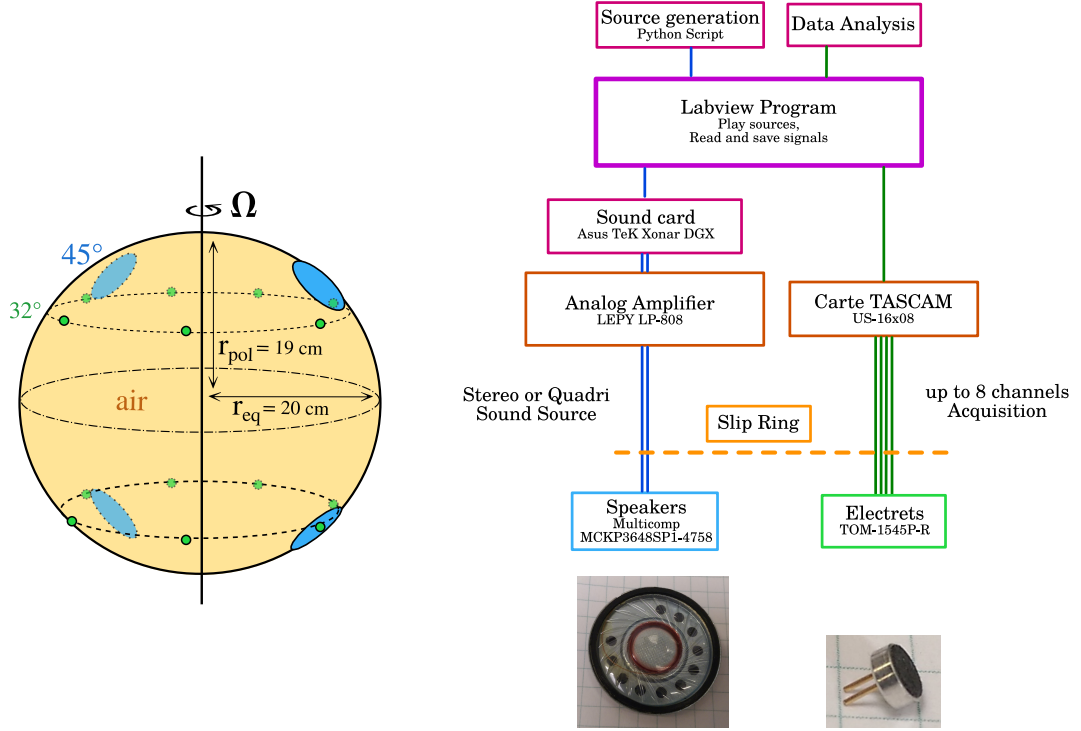 Ω
45°
32°
r_pol = 19 cm
air
r_eq = 20 cm
Source generation
Python Script
Data Analysis
Labview Program
Play sources,
Read and save signals
Sound card
Asus TeK Xonar DGX
Analog Amplifier
LEPY LP-808
Carte TASCAM
US-16x08
Stereo or Quadri
Sound Source
up to 8 channels
Acquisition
Slip Ring
Speakers
Multicomp
MCKP3648SP1-4758
Electrets
TOM-1545P-R